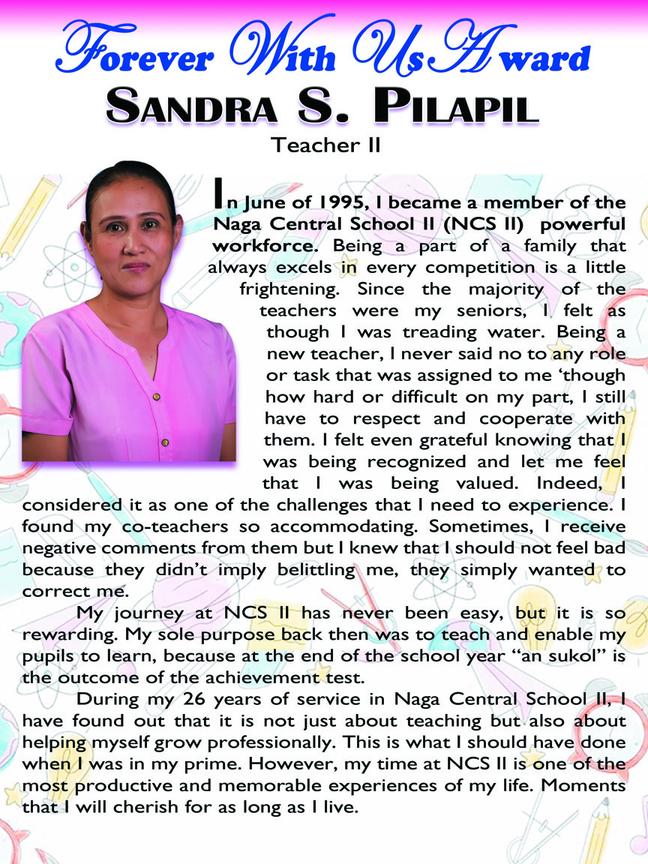 Forever With Us Award
SANDRA S. PILAPIL
Teacher II
In June of 1995, I became a member of the
Naga Central School II (NCS II) powerful
workforce. Being a part of a family that
always excels in every competition is a little
frightening. Since the majority of the
teachers were my seniors, I felt as
though I was treading water. Being a
new teacher, I never said no to any role
or task that was assigned to me ‘though
how hard or difficult on my part, I still
have to respect and cooperate with
them. I felt even grateful knowing that I
was being recognized and let me feel
that I was being valued. Indeed, I
considered it as one of the challenges that I need to experience. I
found my co-teachers so accommodating. Sometimes, I receive
negative comments from them but I knew that I should not feel bad
because they didn’t imply belittling me, they simply wanted to
correct me.
My journey at NCS II has never been easy, but it is so
rewarding. My sole purpose back then was to teach and enable my
pupils to learn, because at the end of the school year “an sukol” is
the outcome of the achievement test.
During my 26 years of service in Naga Central School II, I
have found out that it is not just about teaching but also about
helping myself grow professionally. This is what I should have done
when I was in my prime. However, my time at NCS II is one of the
most productive and memorable experiences of my life. Moments
that I will cherish for as long as I live.